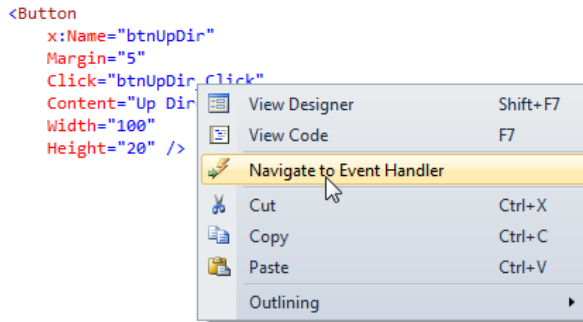 <Button
x:Name="btnUpDir"
Margin="5"
Click="btnUpDir_Click"
Content="Up Dir
Width="100"
Height="20" />
View Designer Shift+F7
View Code F7
Navigate to Event Handler
Cut Ctrl+X
Copy Ctrl+C
Paste Ctrl+V
Outlining